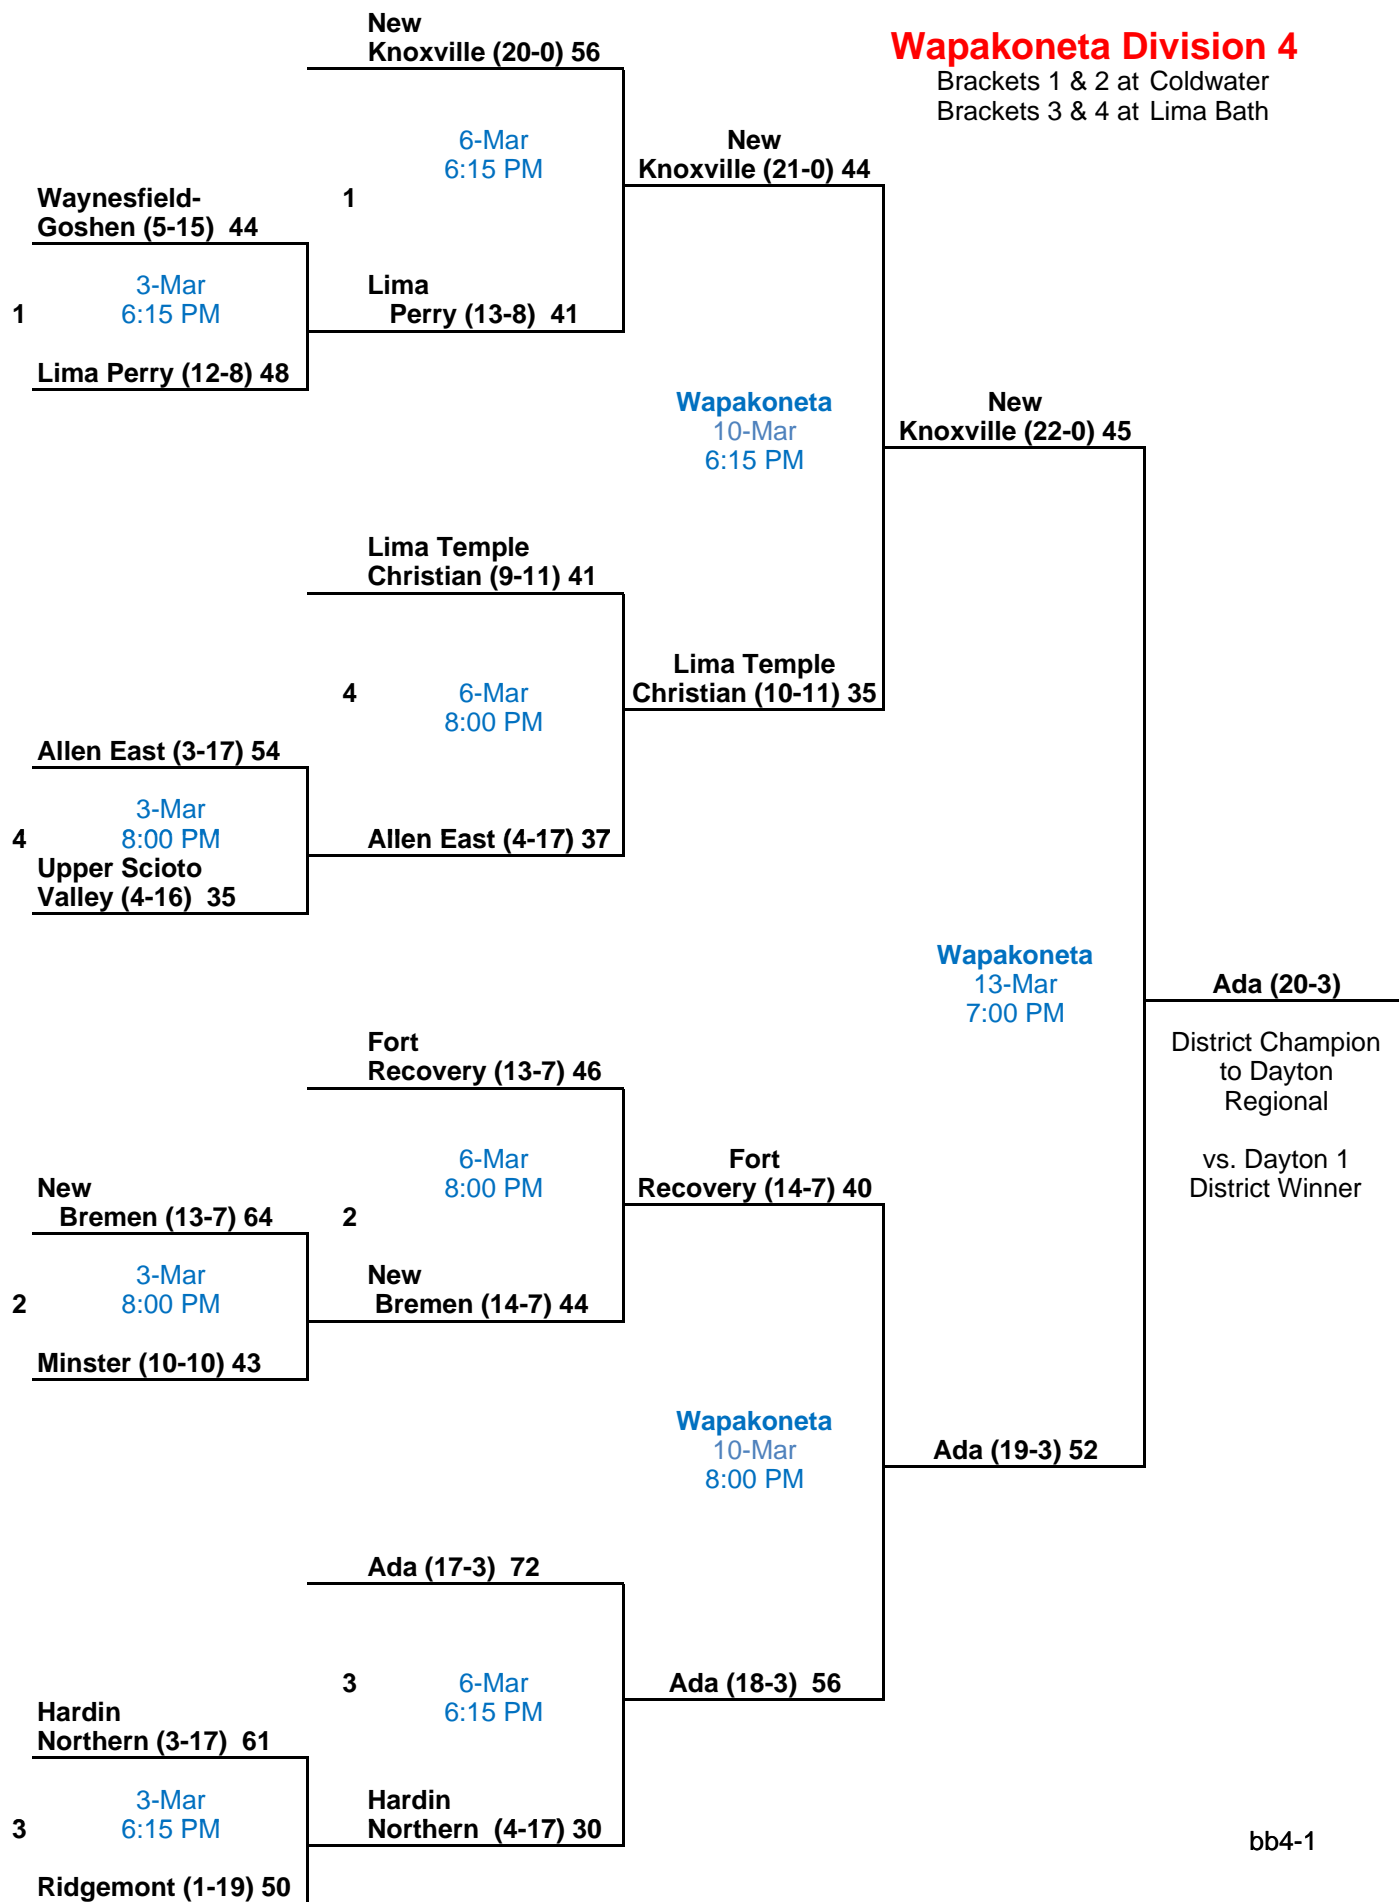 New
Knoxville (20-0) 56
Wapakoneta Division 4
Brackets 1 & 2 at Coldwater
Brackets 3 & 4 at Lima Bath
6-Mar
6:15 PM
New
Knoxville (21-0) 44
Waynesfield-
Goshen (5-15) 44
1
3-Mar
6:15 PM
1
Lima
Perry (13-8) 41
Lima Perry (12-8) 48
Wapakoneta
10-Mar
6:15 PM
New
Knoxville (22-0) 45
Lima Temple
Christian (9-11) 41
4
6-Mar
8:00 PM
Lima Temple
Christian (10-11) 35
Allen East (3-17) 54
3-Mar
8:00 PM
4
Allen East (4-17) 37
Upper Scioto
Valley (4-16) 35
Wapakoneta
13-Mar
7:00 PM
Ada (20-3)
District Champion
to Dayton
Regional
vs. Dayton 1
District Winner
Fort
Recovery (13-7) 46
6-Mar
8:00 PM
Fort
Recovery (14-7) 40
New
Bremen (13-7) 64
2
3-Mar
8:00 PM
2
New
Bremen (14-7) 44
Minster (10-10) 43
Wapakoneta
10-Mar
8:00 PM
Ada (19-3) 52
Ada (17-3) 72
3
6-Mar
6:15 PM
Ada (18-3) 56
Hardin
Northern (3-17) 61
3-Mar
6:15 PM
3
Hardin
Northern (4-17) 30
Ridgemont (1-19) 50
bb4-1